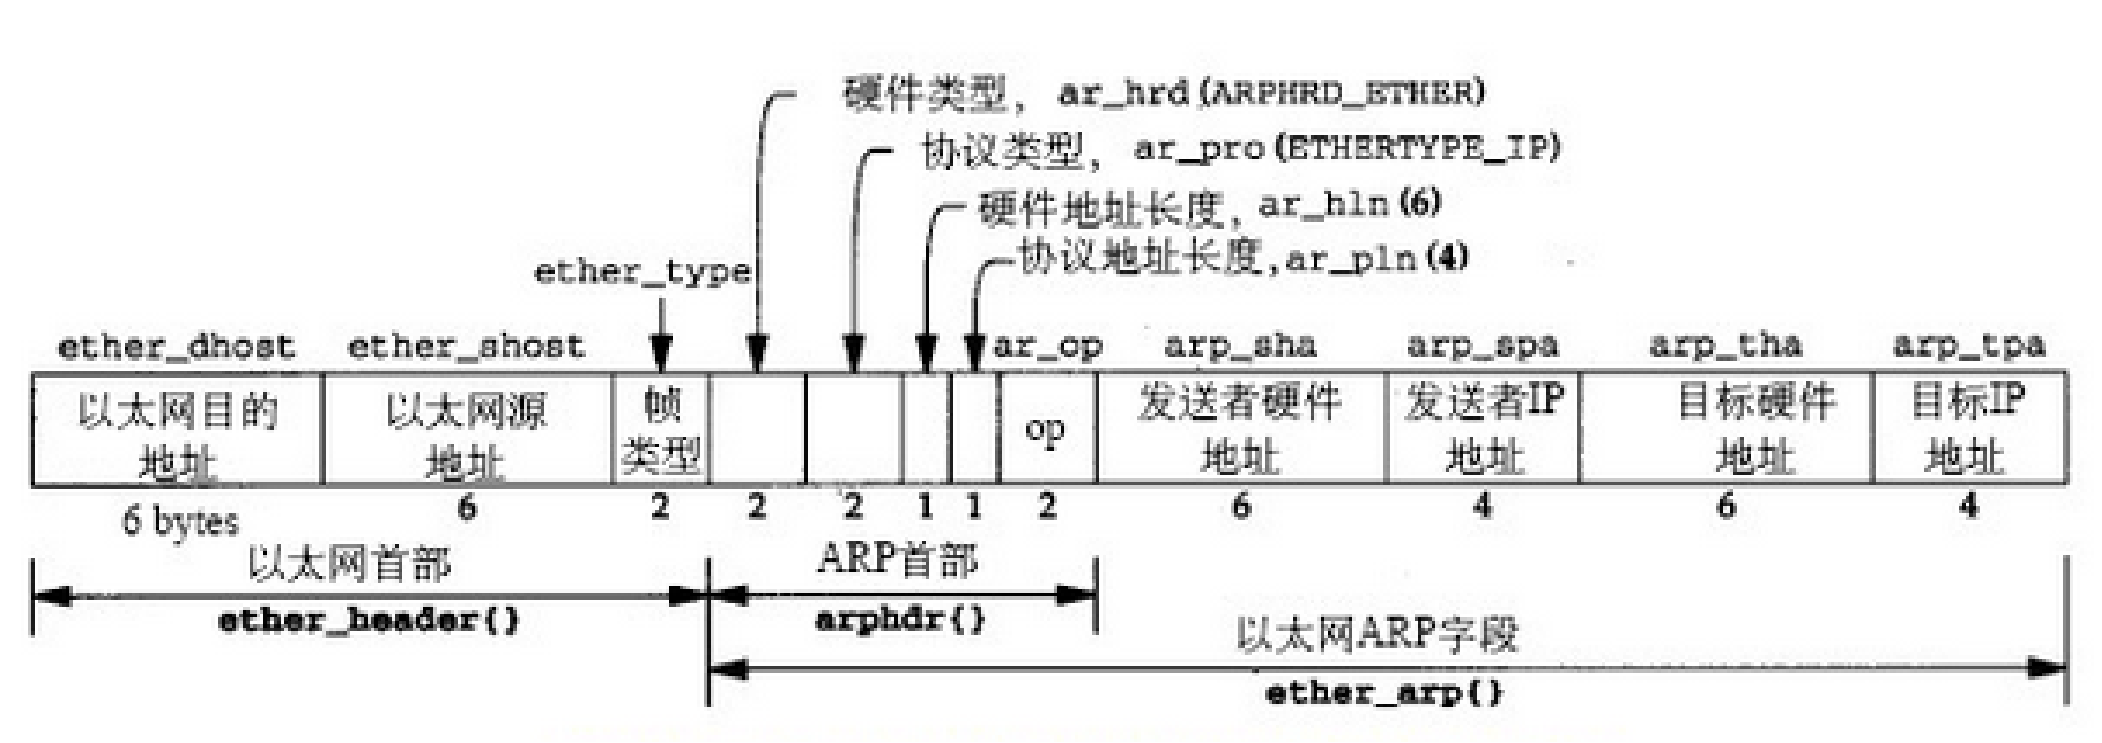 硬件类型, ar_hrd(ARPHRD_ETHER)
协议类型, ar_pro(ETHERTYPE_IP)
硬件地址长度, ar_hln(6)
协议地址长度,ar_pln(4)
ether_type
ether_dhost ether_shost ar_op arp_sha arp_spa arp_tha arp_tpa
以太网目的地址 以太网源地址 帧类型 op 发送者硬件地址 发送者IP地址 目标硬件地址 目标IP地址
6 bytes 6 2 2 2 1 1 2 6 4 6 4
以太网首部 ARP首部
ether_header{} arphdr{}
以太网ARP字段
ether_arp{}